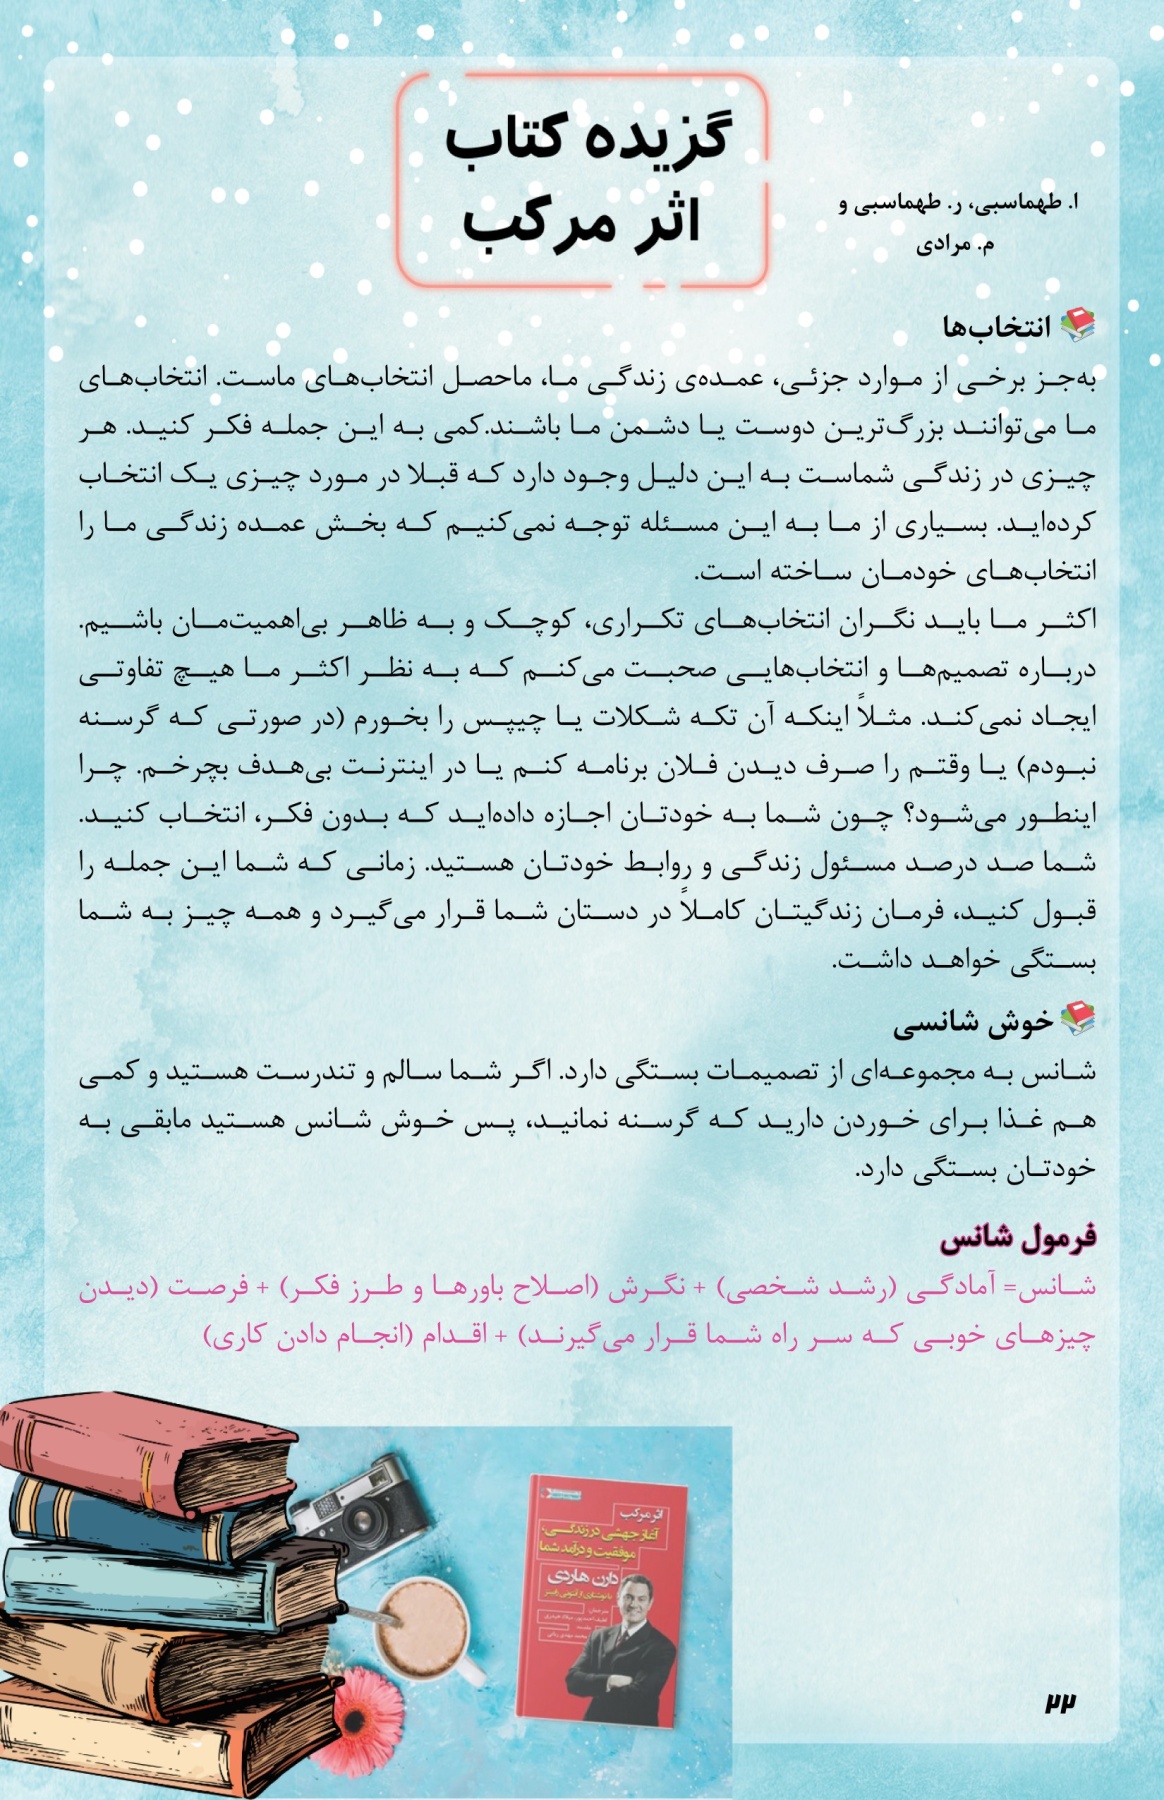 گزیده کتاب
اثر مرکب
ا. طهماسبی، ر. طهماسبی و
م. مرادی
انتخاب‌ها
به‌جز برخی از موارد جزئی، عمده‌ی زندگی ما، ماحصل انتخاب‌های ماست. انتخاب‌های
ما می‌توانند بزرگ‌ترین دوست یا دشمن ما باشند.کمی به این جمله فکر کنید. هر
چیزی در زندگی شماست به این دلیل وجود دارد که قبلا در مورد چیزی یک انتخاب
کرده‌اید. بسیاری از ما به این مسئله توجه نمی‌کنیم که بخش عمده زندگی ما را
انتخاب‌های خودمان ساخته است.
اکثر ما باید نگران انتخاب‌های تکراری، کوچک و به ظاهر بی‌اهمیت‌مان باشیم.
درباره تصمیم‌ها و انتخاب‌هایی صحبت می‌کنم که به نظر اکثر ما هیچ تفاوتی
ایجاد نمی‌کند. مثلاً اینکه آن تکه شکلات یا چیپس را بخورم (در صورتی که گرسنه
نبودم) یا وقتم را صرف دیدن فلان برنامه کنم یا در اینترنت بی‌هدف بچرخم. چرا
اینطور می‌شود؟ چون شما به خودتان اجازه داده‌اید که بدون فکر، انتخاب کنید.
شما صد درصد مسئول زندگی و روابط خودتان هستید. زمانی که شما این جمله را
قبول کنید، فرمان زندگیتان کاملاً در دستان شما قرار می‌گیرد و همه چیز به شما
بستگی خواهد داشت.
خوش شانسی
شانس به مجموعه‌ای از تصمیمات بستگی دارد. اگر شما سالم و تندرست هستید و کمی
هم غذا برای خوردن دارید که گرسنه نمانید، پس خوش شانس هستید مابقی به
خودتان بستگی دارد.
فرمول شانس
شانس= آمادگی (رشد شخصی) + نگرش (اصلاح باورها و طرز فکر) + فرصت (دیدن
چیزهای خوبی که سر راه شما قرار می‌گیرند) + اقدام (انجام دادن کاری)
اثر مرکب
آغاز جهشی در زندگی،
موفقیت و درآمد شما
دارن هاردی
۲۲